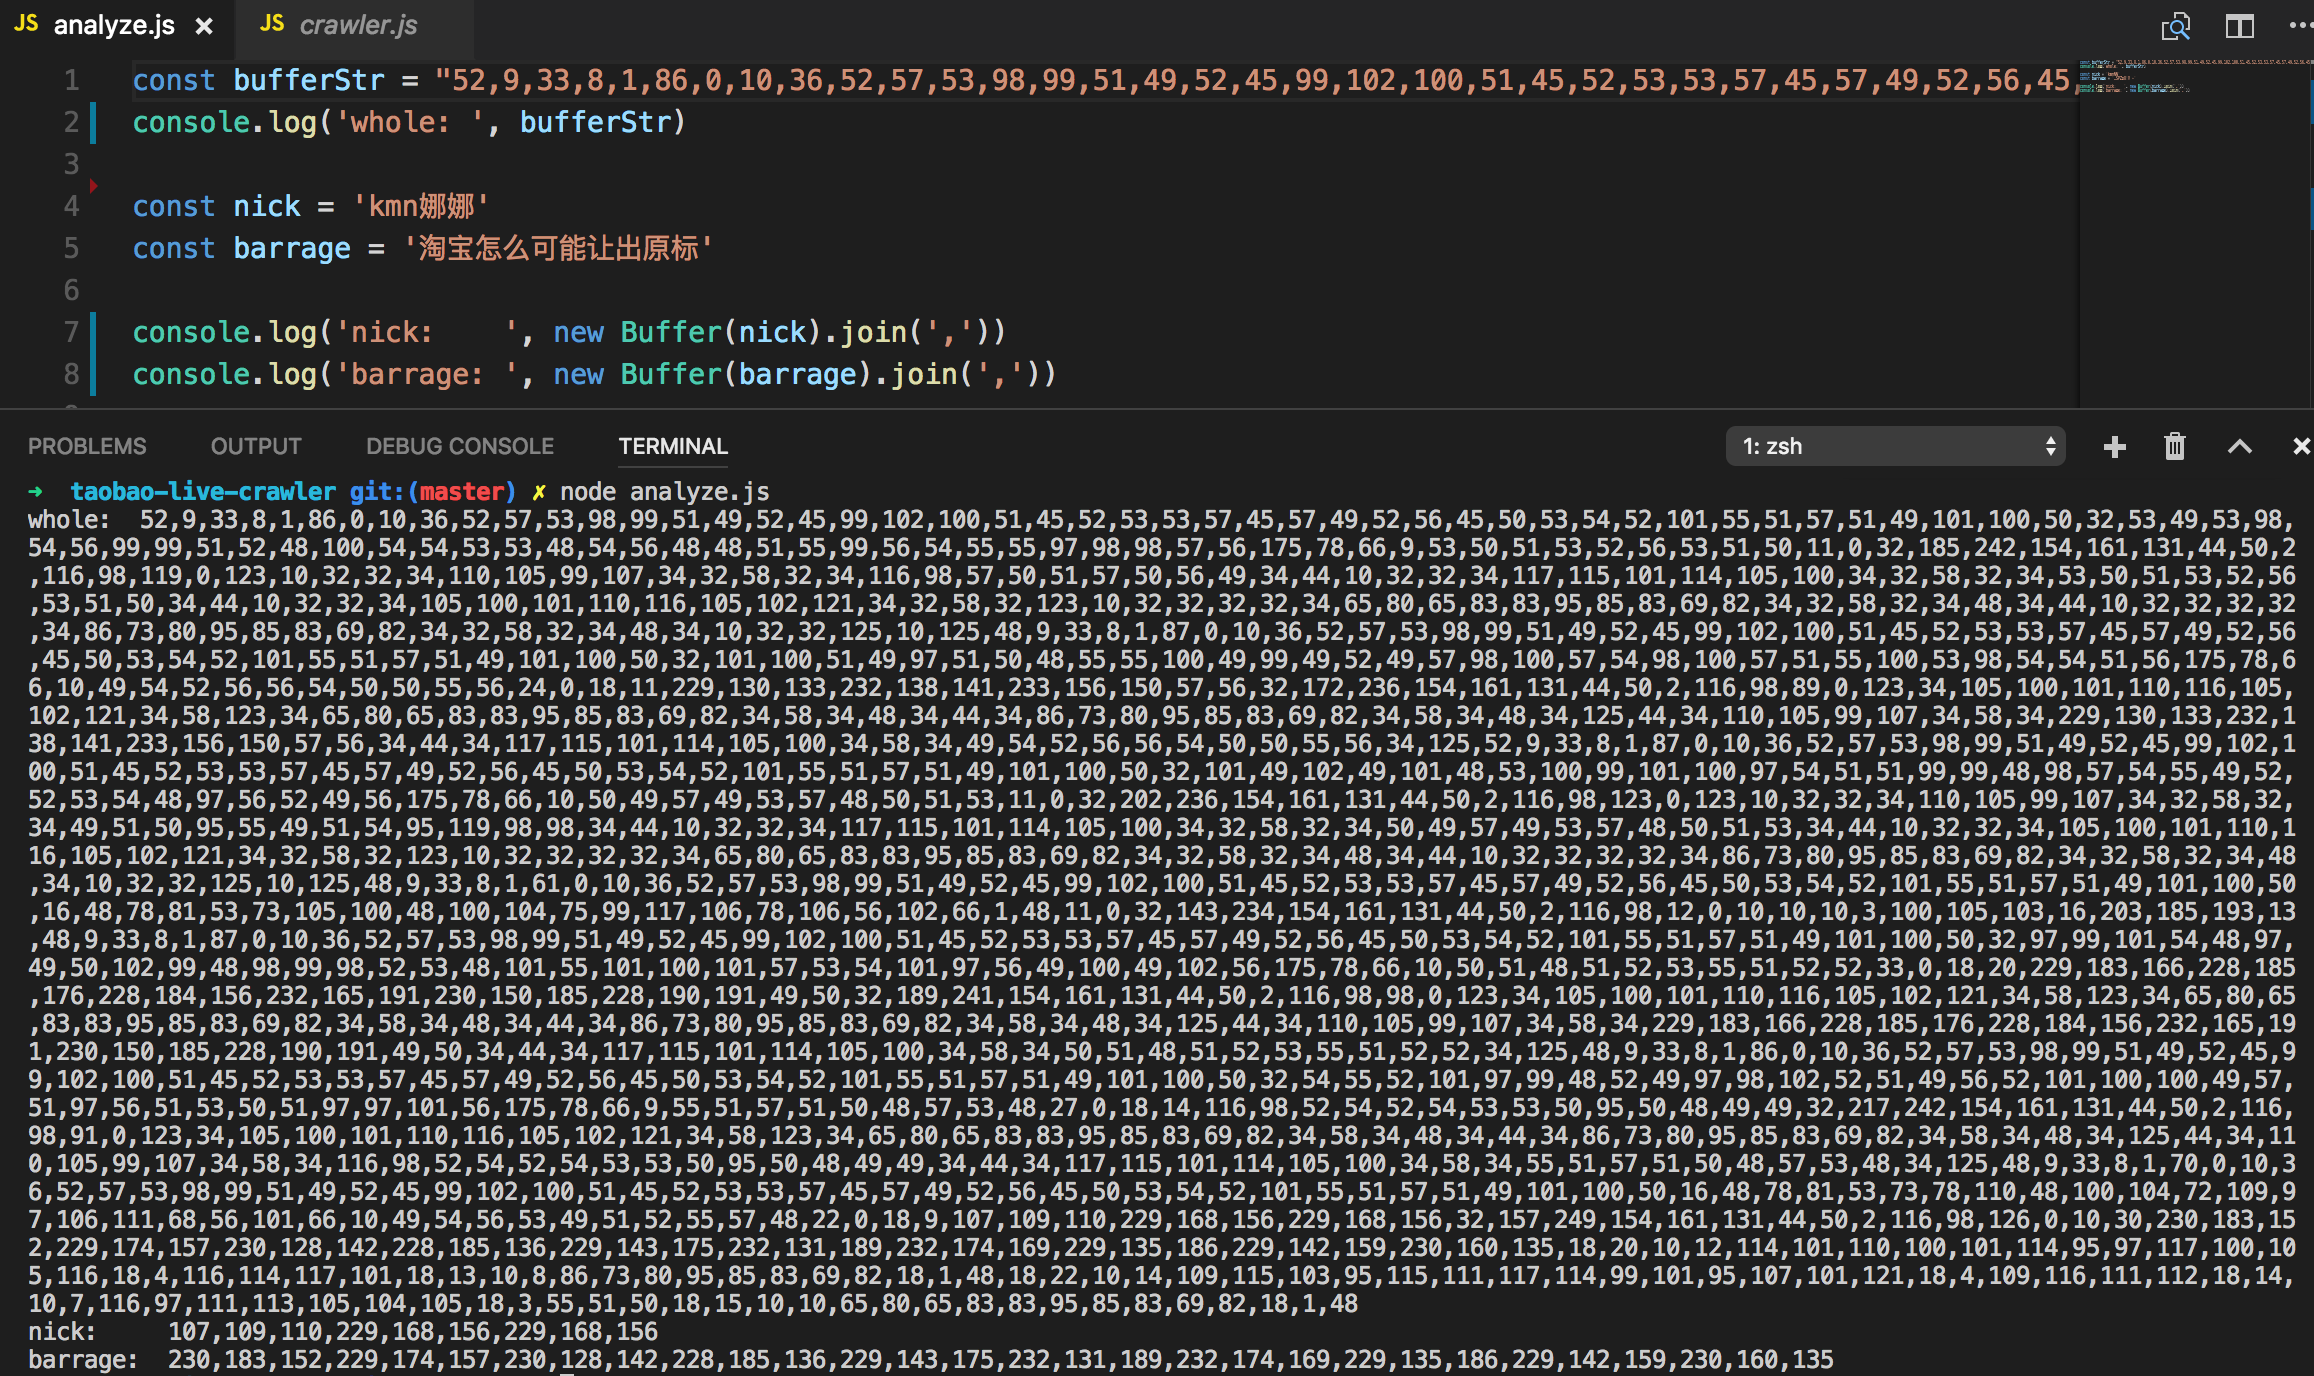 JS analyze.js × JS crawler.js
1 const bufferStr = "52,9,33,8,1,86,0,10,36,52,57,53,98,99,51,49,52,45,99,102,100,51,45,52,53,53,57,45,57,49,52,56,45,
2 console.log('whole: ', bufferStr)
3
4 const nick = 'kmn娜娜'
5 const barrage = '淘宝怎么可能让出原标'
6
7 console.log('nick:    ', new Buffer(nick).join(','))
8 console.log('barrage: ', new Buffer(barrage).join(','))
PROBLEMS OUTPUT DEBUG CONSOLE TERMINAL 1: zsh
➜  taobao-live-crawler git:(master) ✗ node analyze.js
whole:  52,9,33,8,1,86,0,10,36,52,57,53,98,99,51,49,52,45,99,102,100,51,45,52,53,53,57,45,57,49,52,56,45,50,53,54,52,101,55,51,57,51,49,101,100,50,32,53,49,53,98,
54,56,99,99,51,52,48,100,54,54,53,53,48,54,56,48,48,51,55,99,56,54,55,55,97,98,98,57,56,175,78,66,9,53,50,51,53,52,56,53,51,50,11,0,32,185,242,154,161,131,44,50,2
,116,98,119,0,123,10,32,32,34,110,105,99,107,34,32,58,32,34,116,98,57,50,51,57,50,56,49,34,44,10,32,32,34,117,115,101,114,105,100,34,32,58,32,34,53,50,51,53,52,56
,53,51,50,34,44,10,32,32,34,105,100,101,110,116,105,102,121,34,32,58,32,123,10,32,32,32,32,34,65,80,65,83,83,95,85,83,69,82,34,32,58,32,34,48,34,44,10,32,32,32,32
,34,86,73,80,95,85,83,69,82,34,32,58,32,34,48,34,10,32,32,125,10,125,48,9,33,8,1,87,0,10,36,52,57,53,98,99,51,49,52,45,99,102,100,51,45,52,53,53,57,45,57,49,52,56
,45,50,53,54,52,101,55,51,57,51,49,101,100,50,32,101,100,51,49,97,51,50,48,55,55,100,49,99,49,52,49,57,98,100,57,54,98,100,57,51,55,100,53,98,54,54,51,56,175,78,6
6,10,49,54,52,56,56,54,50,50,55,56,24,0,18,11,229,130,133,232,138,141,233,156,150,57,56,32,172,236,154,161,131,44,50,2,116,98,89,0,123,34,105,100,101,110,116,105,
102,121,34,58,123,34,65,80,65,83,83,95,85,83,69,82,34,58,34,48,34,44,34,86,73,80,95,85,83,69,82,34,58,34,48,34,125,44,34,110,105,99,107,34,58,34,229,130,133,232,1
38,141,233,156,150,57,56,34,44,34,117,115,101,114,105,100,34,58,34,49,54,52,56,56,54,50,50,55,56,34,125,52,9,33,8,1,87,0,10,36,52,57,53,98,99,51,49,52,45,99,102,1
00,51,45,52,53,53,57,45,57,49,52,56,45,50,53,54,52,101,55,51,57,51,49,101,100,50,32,101,49,102,49,101,48,53,100,99,101,100,97,54,51,51,99,99,48,98,57,54,55,49,52,
52,53,54,48,97,56,52,49,56,175,78,66,10,50,49,57,49,53,57,48,50,51,53,11,0,32,202,236,154,161,131,44,50,2,116,98,123,0,123,10,32,32,34,110,105,99,107,34,32,58,32,
34,49,51,50,95,55,49,51,54,95,119,98,98,34,44,10,32,32,34,117,115,101,114,105,100,34,32,58,32,34,50,49,57,49,53,57,48,50,51,53,34,44,10,32,32,34,105,100,101,110,1
16,105,102,121,34,32,58,32,123,10,32,32,32,32,34,65,80,65,83,83,95,85,83,69,82,34,32,58,32,34,48,34,44,10,32,32,32,32,34,86,73,80,95,85,83,69,82,34,32,58,32,34,48
,34,10,32,32,125,10,125,48,9,33,8,1,61,0,10,36,52,57,53,98,99,51,49,52,45,99,102,100,51,45,52,53,53,57,45,57,49,52,56,45,50,53,54,52,101,55,51,57,51,49,101,100,50
,16,48,78,81,53,73,105,100,48,100,104,75,99,117,106,78,106,56,102,66,1,48,11,0,32,143,234,154,161,131,44,50,2,116,98,12,0,10,10,10,3,100,105,103,16,203,185,193,13
,48,9,33,8,1,87,0,10,36,52,57,53,98,99,51,49,52,45,99,102,100,51,45,52,53,53,57,45,57,49,52,56,45,50,53,54,52,101,55,51,57,51,49,101,100,50,32,97,99,101,54,48,97,
49,50,102,99,48,98,99,98,52,53,48,101,55,101,100,101,57,53,54,101,97,56,49,100,49,102,56,175,78,66,10,50,51,48,51,52,53,55,51,52,52,33,0,18,20,229,183,166,228,185
,176,228,184,156,232,165,191,230,150,185,228,190,191,49,50,32,189,241,154,161,131,44,50,2,116,98,98,0,123,34,105,100,101,110,116,105,102,121,34,58,123,34,65,80,65
,83,83,95,85,83,69,82,34,58,34,48,34,44,34,86,73,80,95,85,83,69,82,34,58,34,48,34,125,44,34,110,105,99,107,34,58,34,229,183,166,228,185,176,228,184,156,232,165,19
1,230,150,185,228,190,191,49,50,34,44,34,117,115,101,114,105,100,34,58,34,50,51,48,51,52,53,55,51,52,52,34,125,48,9,33,8,1,86,0,10,36,52,57,53,98,99,51,49,52,45,9
9,102,100,51,45,52,53,53,57,45,57,49,52,56,45,50,53,54,52,101,55,51,57,51,49,101,100,50,32,54,55,52,101,97,99,48,52,49,97,98,102,52,51,49,56,52,101,100,100,49,57,
51,97,56,51,53,50,51,97,97,101,56,175,78,66,9,55,51,57,51,50,48,57,53,48,27,0,18,14,116,98,52,54,52,54,53,53,50,95,50,48,49,49,32,217,242,154,161,131,44,50,2,116,
98,91,0,123,34,105,100,101,110,116,105,102,121,34,58,123,34,65,80,65,83,83,95,85,83,69,82,34,58,34,48,34,44,34,86,73,80,95,85,83,69,82,34,58,34,48,34,125,44,34,11
0,105,99,107,34,58,34,116,98,52,54,52,54,53,53,50,95,50,48,49,49,34,44,34,117,115,101,114,105,100,34,58,34,55,51,57,51,50,48,57,53,48,34,125,48,9,33,8,1,70,0,10,3
6,52,57,53,98,99,51,49,52,45,99,102,100,51,45,52,53,53,57,45,57,49,52,56,45,50,53,54,52,101,55,51,57,51,49,101,100,50,16,48,78,81,53,73,78,110,48,100,104,72,109,9
7,106,111,68,56,101,66,10,49,54,56,53,49,51,52,55,57,48,22,0,18,9,107,109,110,229,168,156,229,168,156,32,157,249,154,161,131,44,50,2,116,98,126,0,10,30,230,183,15
2,229,174,157,230,128,142,228,185,136,229,143,175,232,131,189,232,174,169,229,135,186,229,142,159,230,160,135,18,20,10,12,114,101,110,100,101,114,95,97,117,100,10
5,116,18,4,116,114,117,101,18,13,10,8,86,73,80,95,85,83,69,82,18,1,48,18,22,10,14,109,115,103,95,115,111,117,114,99,101,95,107,101,121,18,4,109,116,111,112,18,14,
10,7,116,97,111,113,105,104,105,18,3,55,51,50,18,15,10,10,65,80,65,83,83,95,85,83,69,82,18,1,48
nick:    107,109,110,229,168,156,229,168,156
barrage:  230,183,152,229,174,157,230,128,142,228,185,136,229,143,175,232,131,189,232,174,169,229,135,186,229,142,159,230,160,135